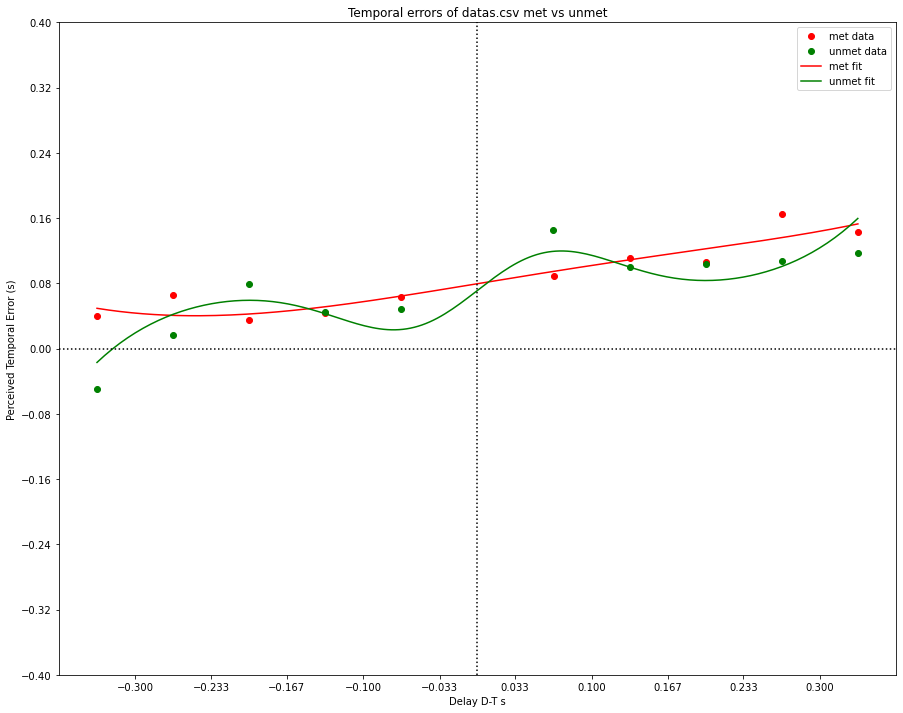 Temporal errors of datas.csv met vs unmet
0.40
0.32
0.24
0.16
0.08
0.00
−0.08
−0.16
−0.24
−0.32
−0.40
Perceived Temporal Error (s)
met data
unmet data
met fit
unmet fit
−0.300 −0.233 −0.167 −0.100 −0.033 0.033 0.100 0.167 0.233 0.300
Delay D-T s